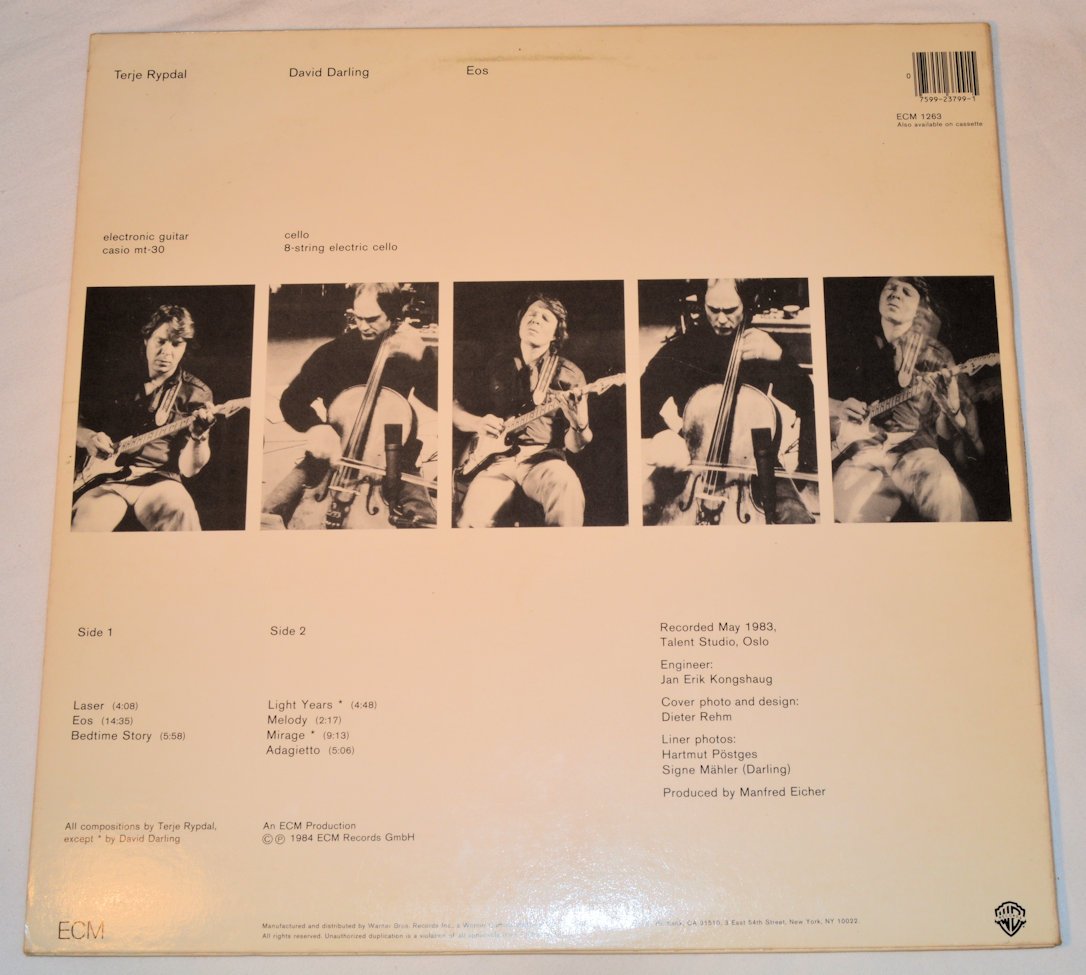 Terje Rypdal
David Darling
Eos
0
7599-23799-1
ECM 1263
Also available on cassette
electronic guitar
casio mt-30
cello
8-string electric cello
Side 1
Laser (4:08)
Eos (14:35)
Bedtime Story (5:58)
Side 2
Light Years * (4:48)
Melody (2:17)
Mirage * (9:13)
Adagietto (5:06)
Recorded May 1983,
Talent Studio, Oslo
Engineer:
Jan Erik Kongshaug
Cover photo and design:
Dieter Rehm
Liner photos:
Hartmut Pöstges
Signe Mähler (Darling)
Produced by Manfred Eicher
All compositions by Terje Rypdal,
except * by David Darling
An ECM Production
©℗ 1984 ECM Records GmbH
ECM
Manufactured and distributed by Warner Bros. Records Inc., a Warner CA 91510, 3 East 54th Street, New York, NY 10022
All rights reserved. Unauthorized duplication is a violation of all applicable
WB